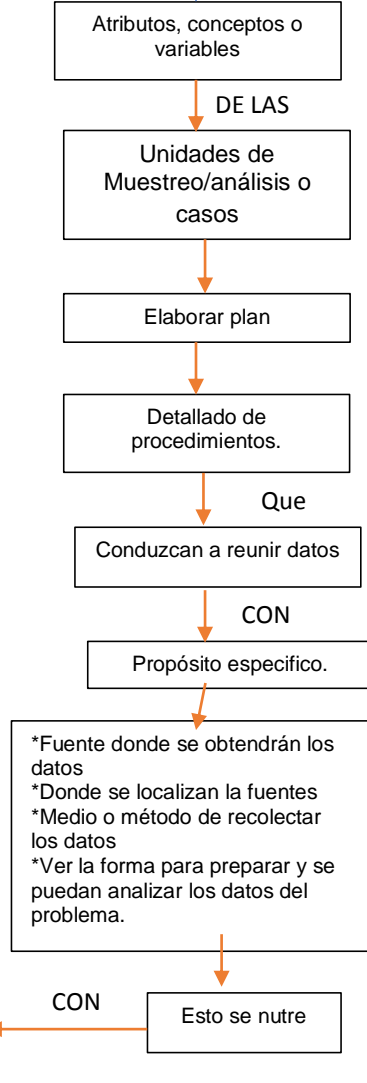 Atributos, conceptos o
variables
DE LAS
Unidades de
Muestreo/análisis o
casos
Elaborar plan
Detallado de
procedimientos.
Que
Conduzcan a reunir datos
CON
Propósito especifico.
*Fuente donde se obtendrán los
datos
*Donde se localizan la fuentes
*Medio o método de recolectar
los datos
*Ver la forma para preparar y se
puedan analizar los datos del
problema.
CON
Esto se nutre